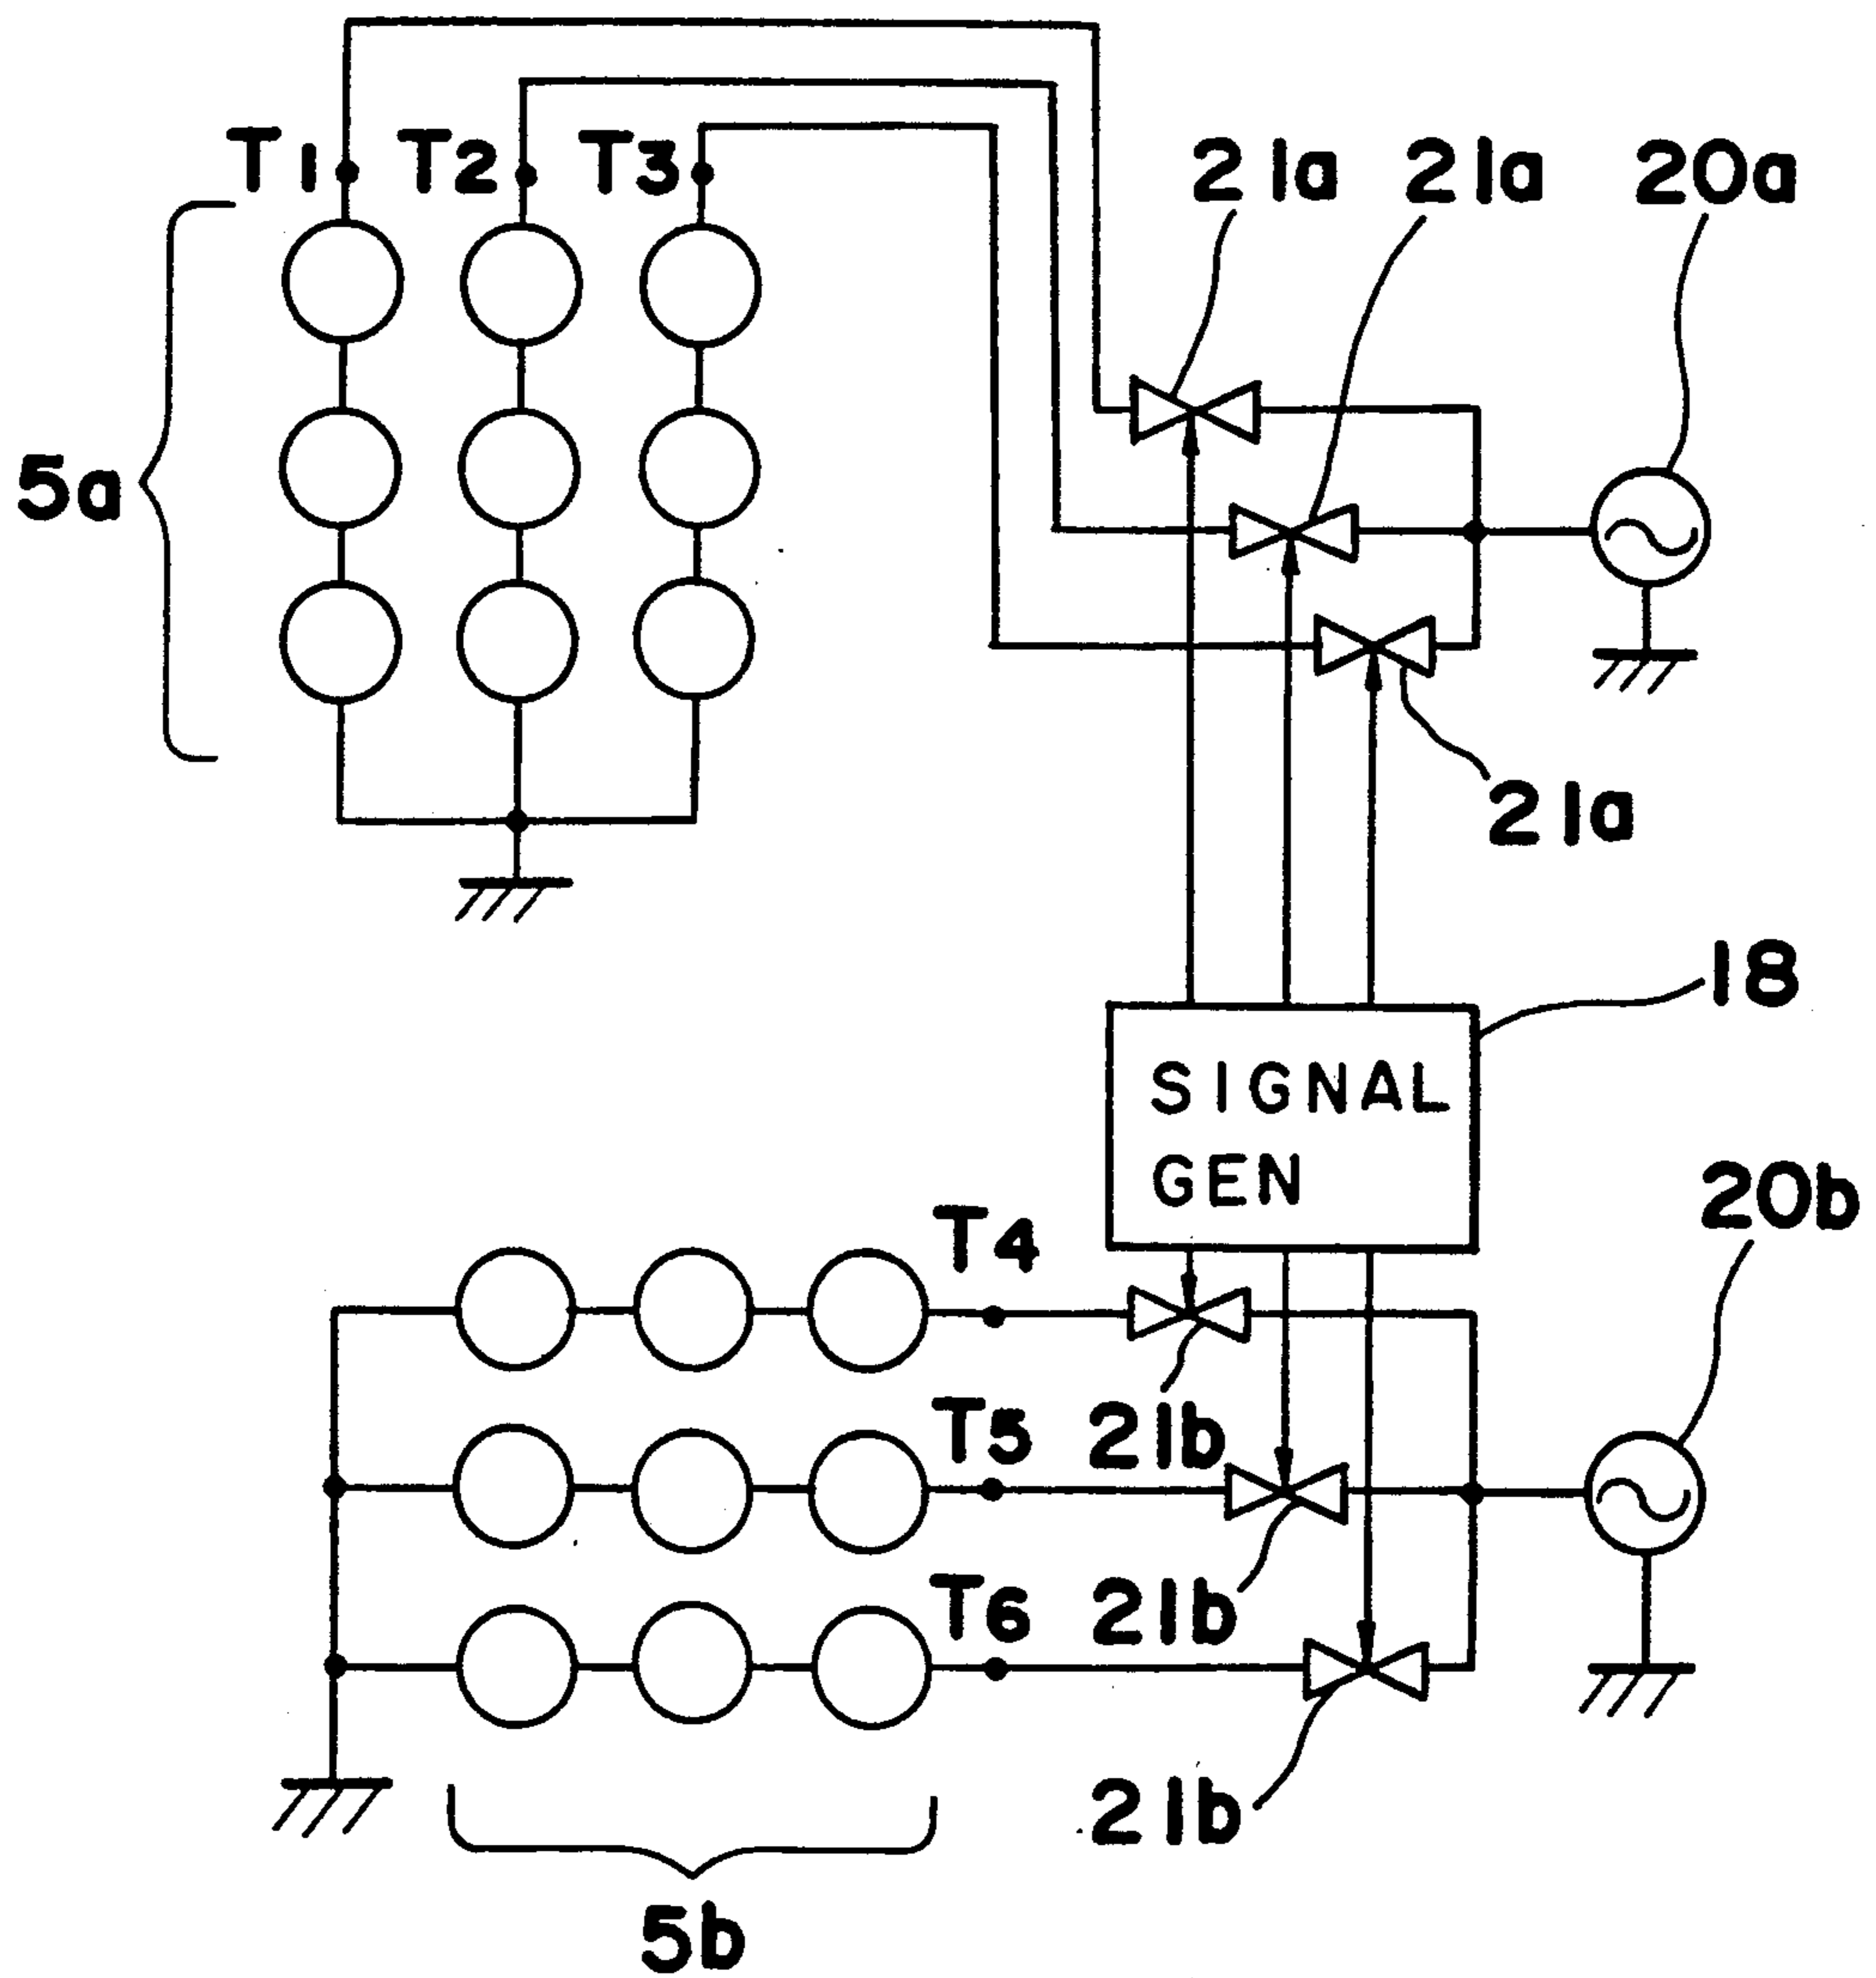 T1 T2 T3 21a 21a 20a
5a
21a
18
SIGNAL
GEN
20b
T4
T5 21b
T6 21b
21b
5b